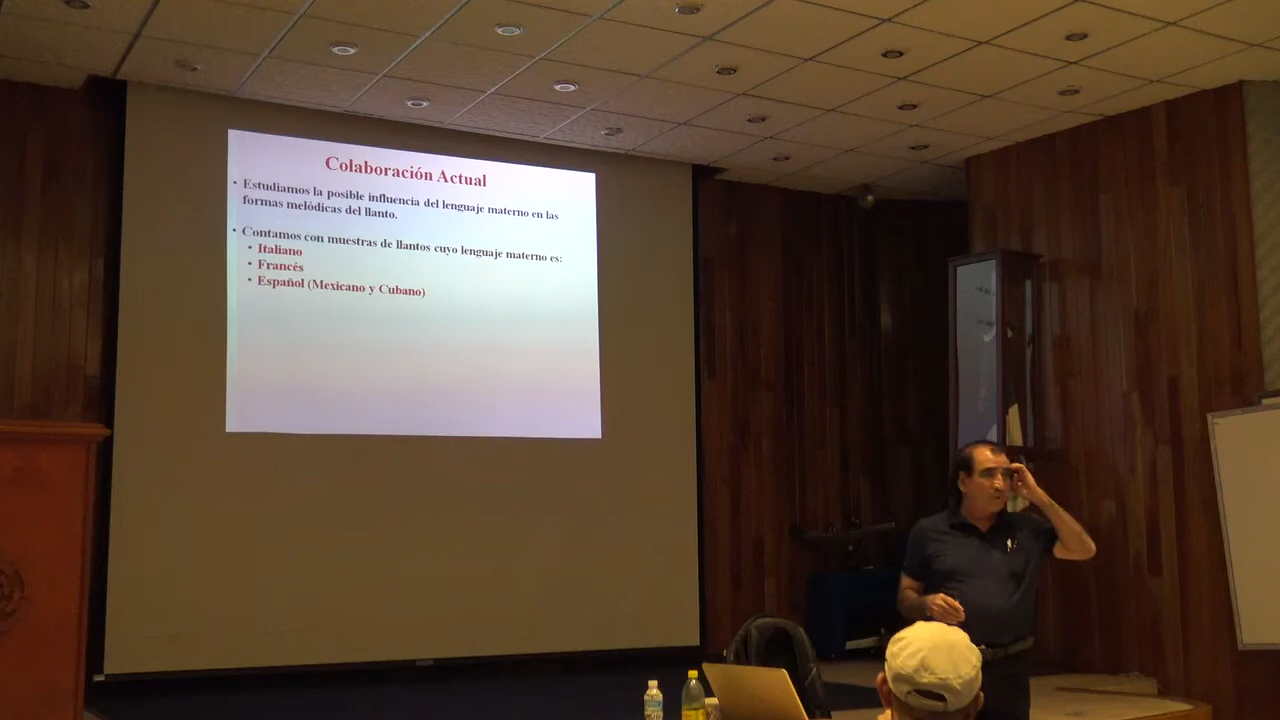 Colaboración Actual
• Estudiamos la posible influencia del lenguaje materno en las
formas melódicas del llanto.
• Contamos con muestras de llantos cuyo lenguaje materno es:
• Italiano
• Francés
• Español (Mexicano y Cubano)